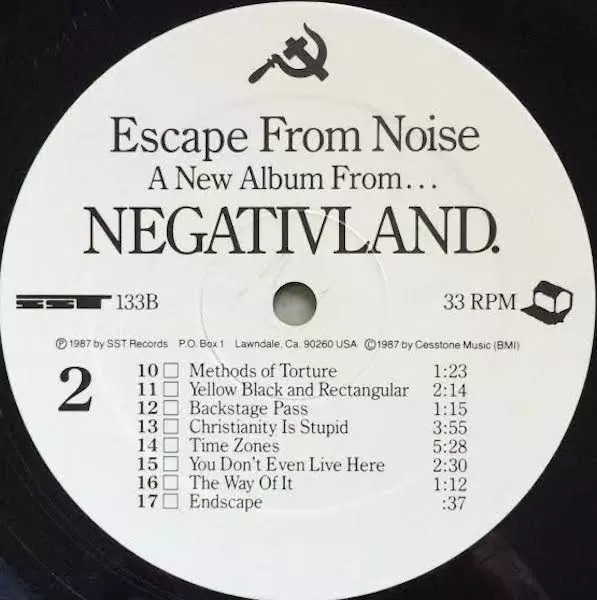 Escape From Noise
A New Album From...
NEGATIVLAND.
SST 133B 33 RPM
℗ 1987 by SST Records P.O. Box 1 Lawndale, Ca. 90260 USA ©1987 by Cesstone Music (BMI)
2
10 □ Methods of Torture 1:23
11 □ Yellow Black and Rectangular 2:14
12 □ Backstage Pass 1:15
13 □ Christianity Is Stupid 3:55
14 □ Time Zones 5:28
15 □ You Don't Even Live Here 2:30
16 □ The Way Of It 1:12
17 □ Endscape :37